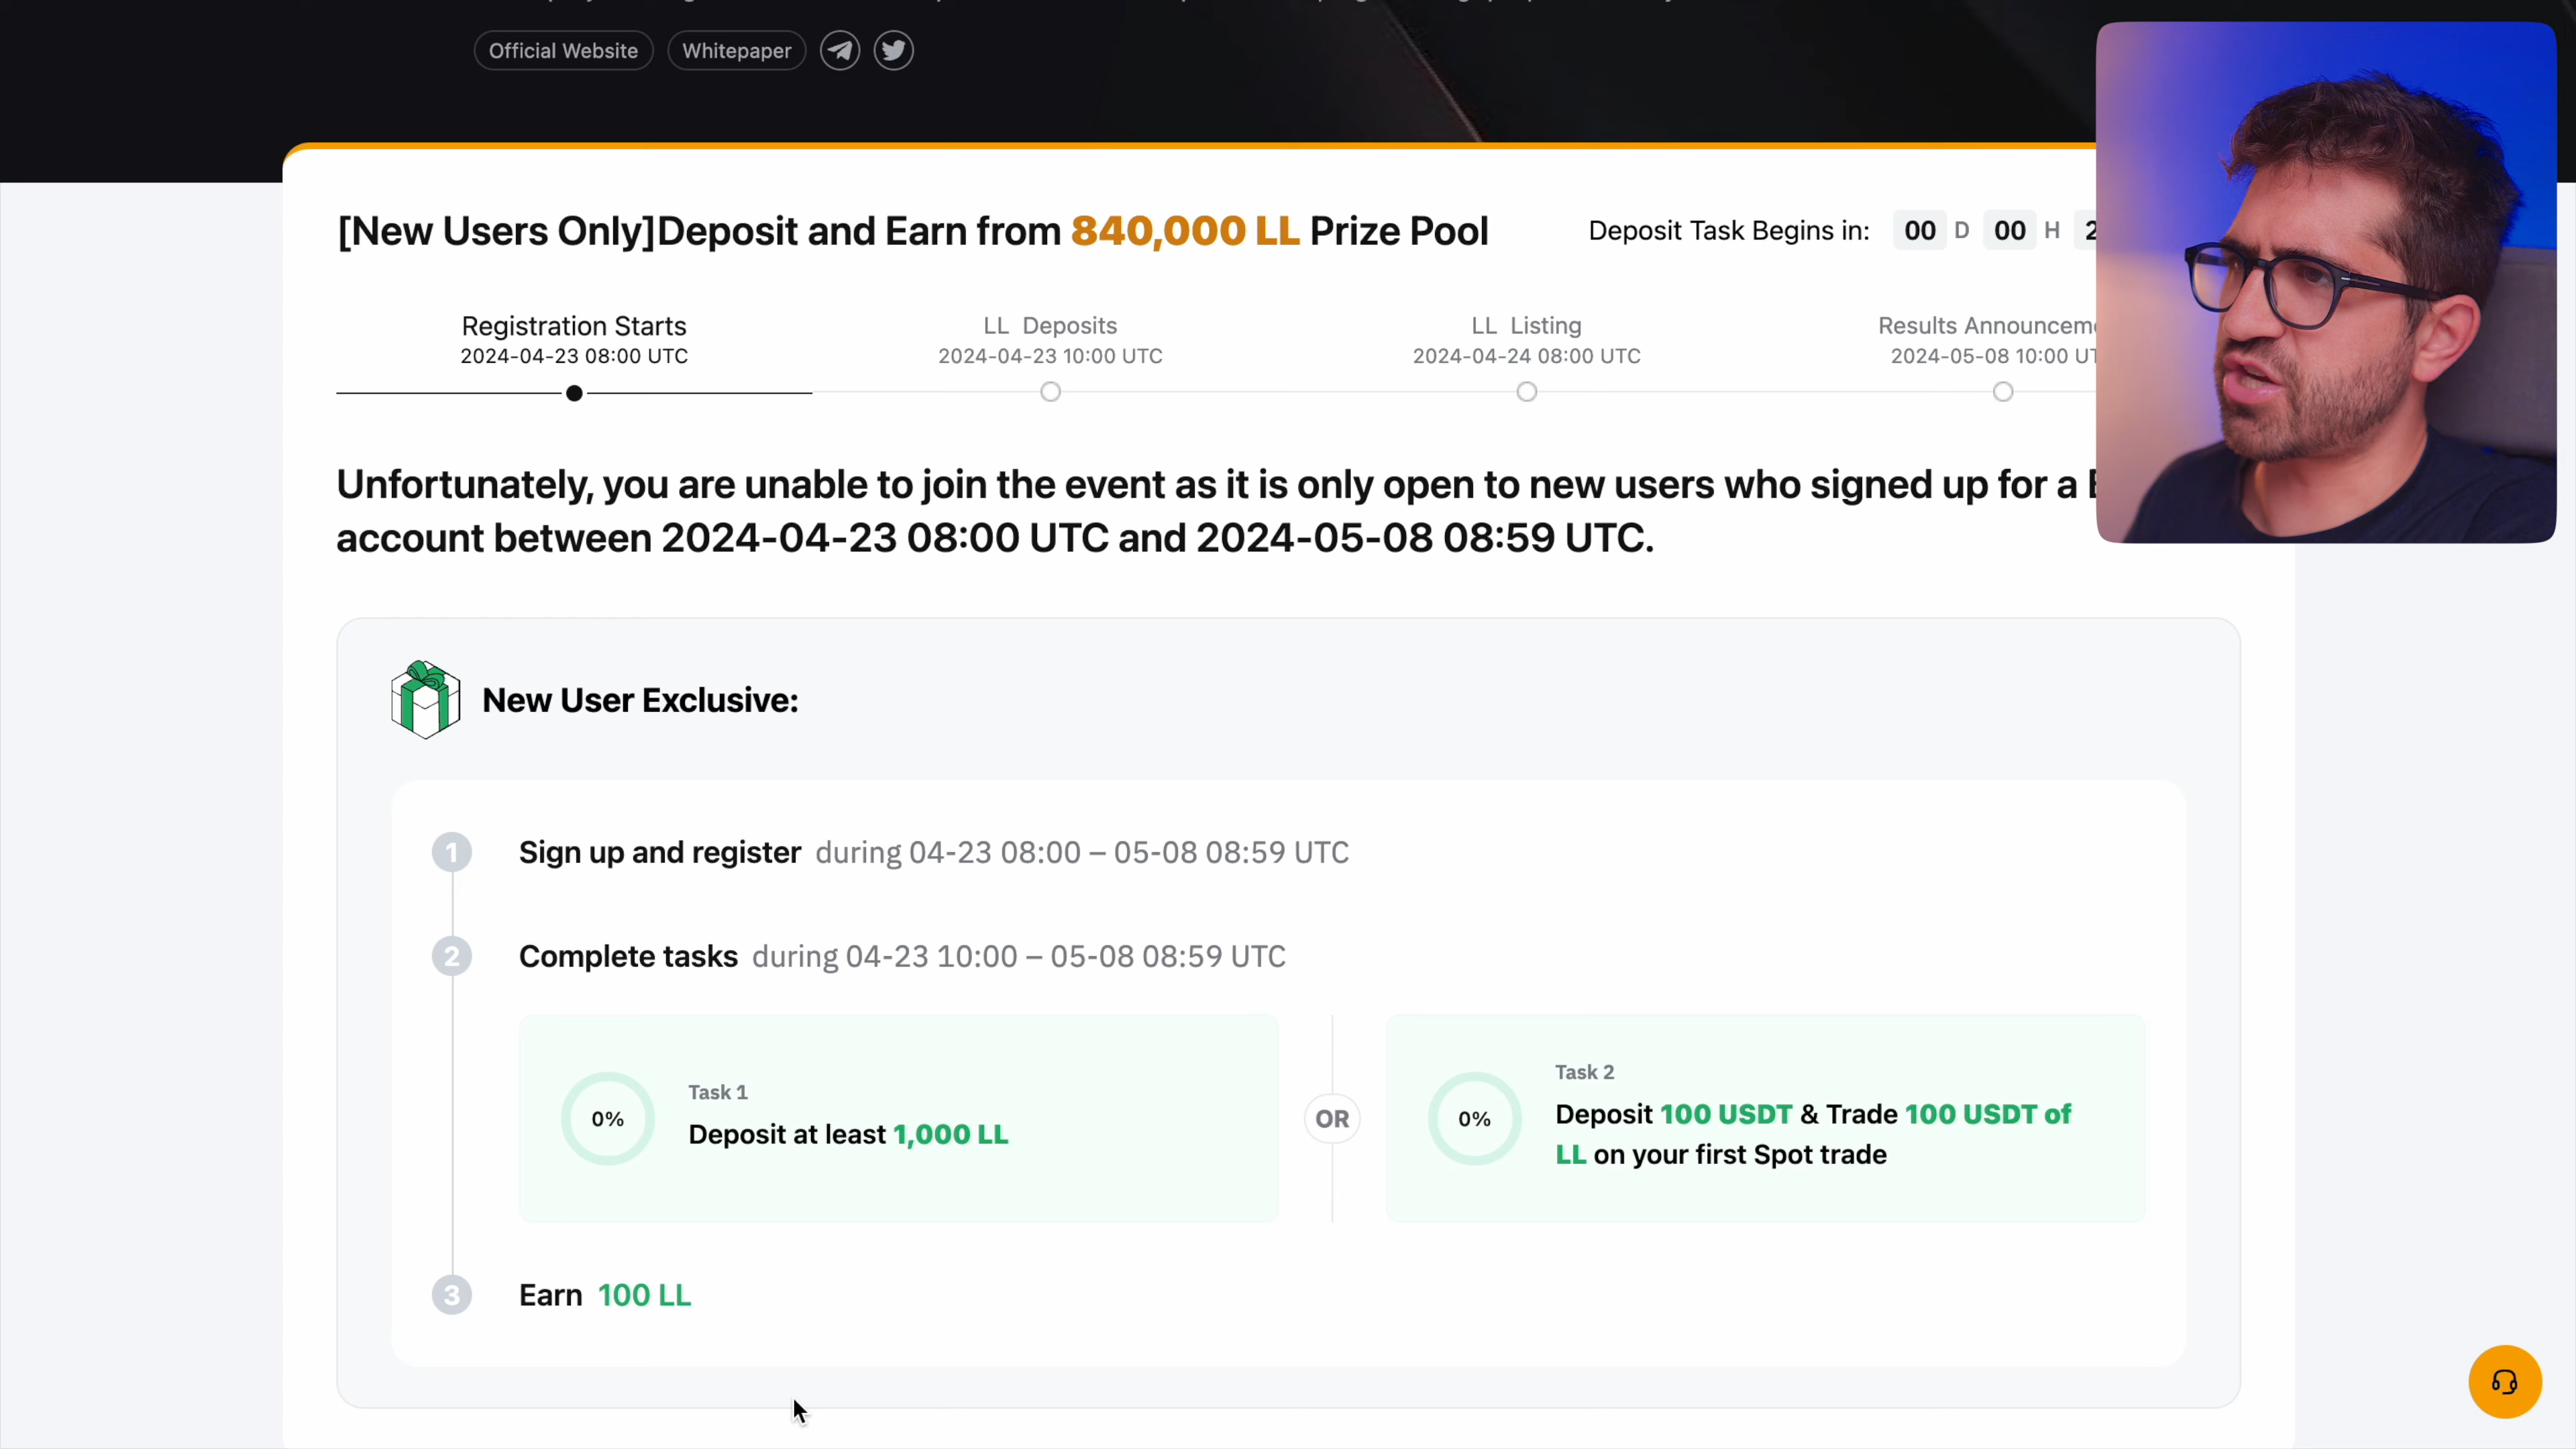 Official Website
Whitepaper
[New Users Only]Deposit and Earn from 840,000 LL Prize Pool
Deposit Task Begins in: 00 D 00 H
Registration Starts
2024-04-23 08:00 UTC
LL Deposits
2024-04-23 10:00 UTC
LL Listing
2024-04-24 08:00 UTC
Results
2024-05-08 10:00
Unfortunately, you are unable to join the event as it is only open to new users who signed up for a
account between 2024-04-23 08:00 UTC and 2024-05-08 08:59 UTC.
New User Exclusive:
1 Sign up and register during 04-23 08:00 – 05-08 08:59 UTC
2 Complete tasks during 04-23 10:00 – 05-08 08:59 UTC
0%
Task 1
Deposit at least 1,000 LL
OR
0%
Task 2
Deposit 100 USDT & Trade 100 USDT of
LL on your first Spot trade
3 Earn 100 LL